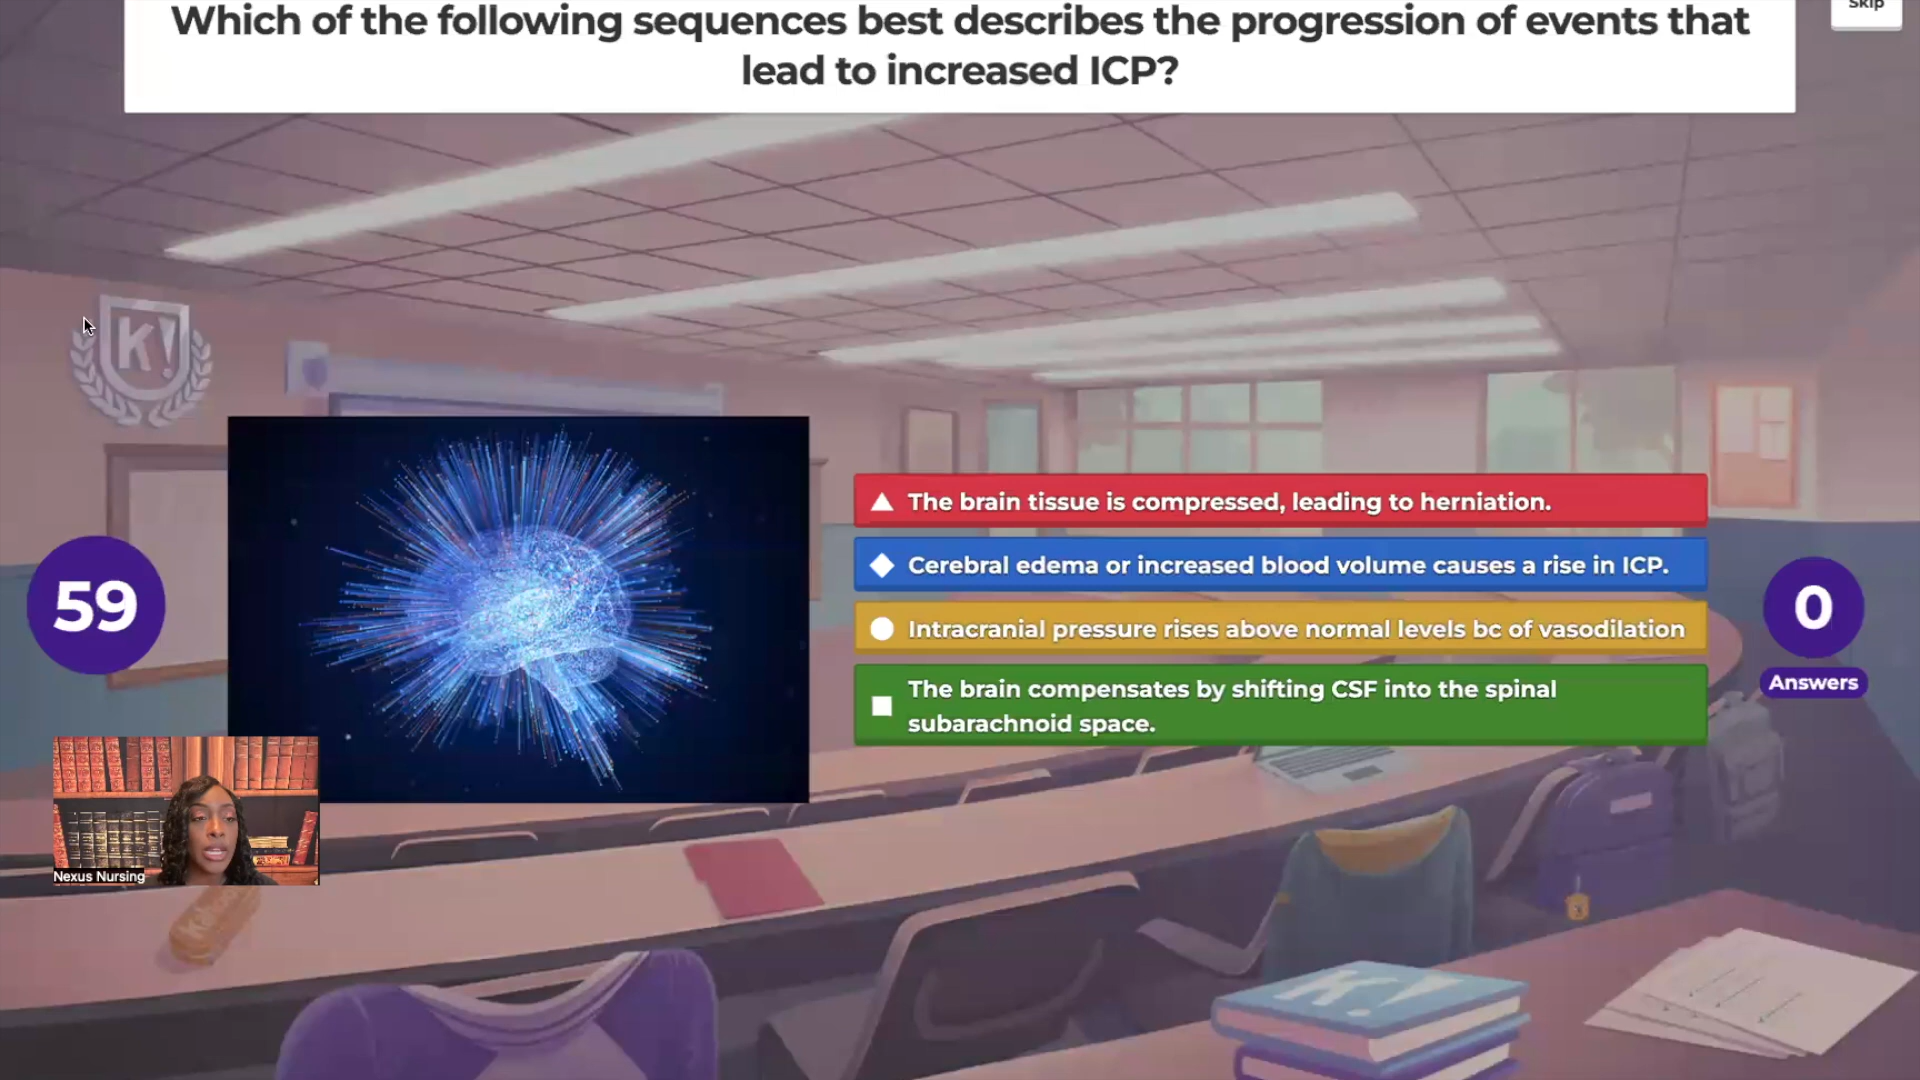 Skip
Which of the following sequences best describes the progression of events that
lead to increased ICP?
K!
59
The brain tissue is compressed, leading to herniation.
Cerebral edema or increased blood volume causes a rise in ICP.
Intracranial pressure rises above normal levels bc of vasodilation
The brain compensates by shifting CSF into the spinal
subarachnoid space.
0
Answers
Nexus Nursing
K!